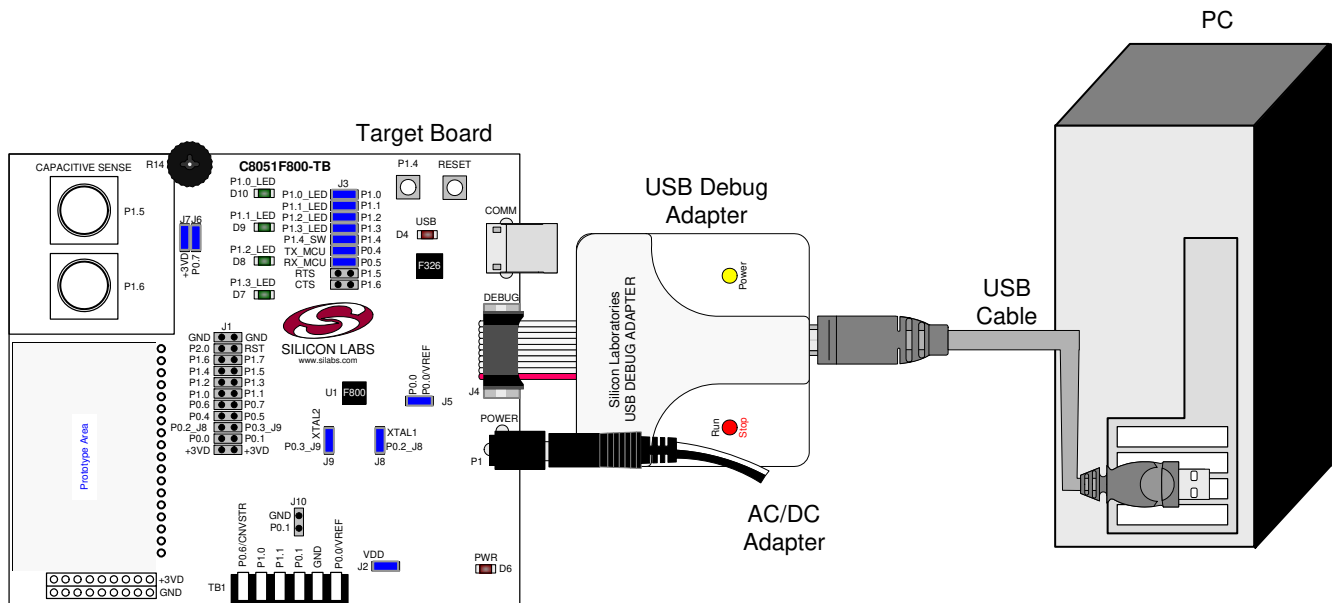 PC
Target Board
CAPACITIVE SENSE
R14
C8051F800-TB
P1.4
RESET
P1.5
P1.6
J7
J6
+3VD
P0.7
P1.0_LED
D10
P1.1_LED
D9
P1.2_LED
D8
P1.3_LED
D7
J3
P1.0_LED P1.0
P1.1_LED P1.1
P1.2_LED P1.2
P1.3_LED P1.3
P1.4_SW P1.4
TX_MCU P0.4
RX_MCU P0.5
RTS P1.5
CTS P1.6
USB
D4
F326
COMM
DEBUG
J4
SILICON LABS
www.silabs.com
J1
GND GND
P2.0 RST
P1.6 P1.7
P1.4 P1.5
P1.2 P1.3
P1.0 P1.1
P0.6 P0.7
P0.4 P0.5
P0.2_J8 P0.3_J9
P0.0 P0.1
+3VD +3VD
U1
F800
P0.0
P0.0/VREF
J5
XTAL2
P0.3_J9
J9
XTAL1
P0.2_J8
J8
POWER
P1
Prototype Area
J10
GND
P0.1
P0.6/CNVSTR
P1.0
P1.1
P0.1
GND
P0.0/VREF
TB1
VDD
J2
PWR
D6
+3VD
GND
USB Debug
Adapter
Silicon Laboratories
USB DEBUG ADAPTER
Power
Run
Stop
AC/DC
Adapter
USB
Cable